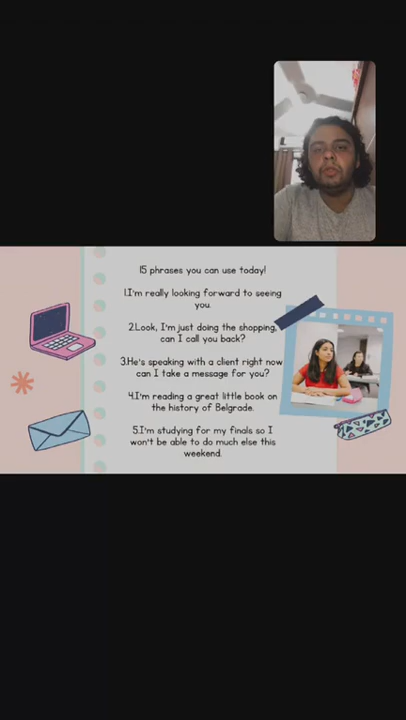 15 phrases you can use today!
1.I'm really looking forward to seeing
you.
2.Look, I'm just doing the shopping,
can I call you back?
3.He's speaking with a client right now
can I take a message for you?
4.I'm reading a great little book on
the history of Belgrade.
5.I'm studying for my finals so I
won't be able to do much else this
weekend.